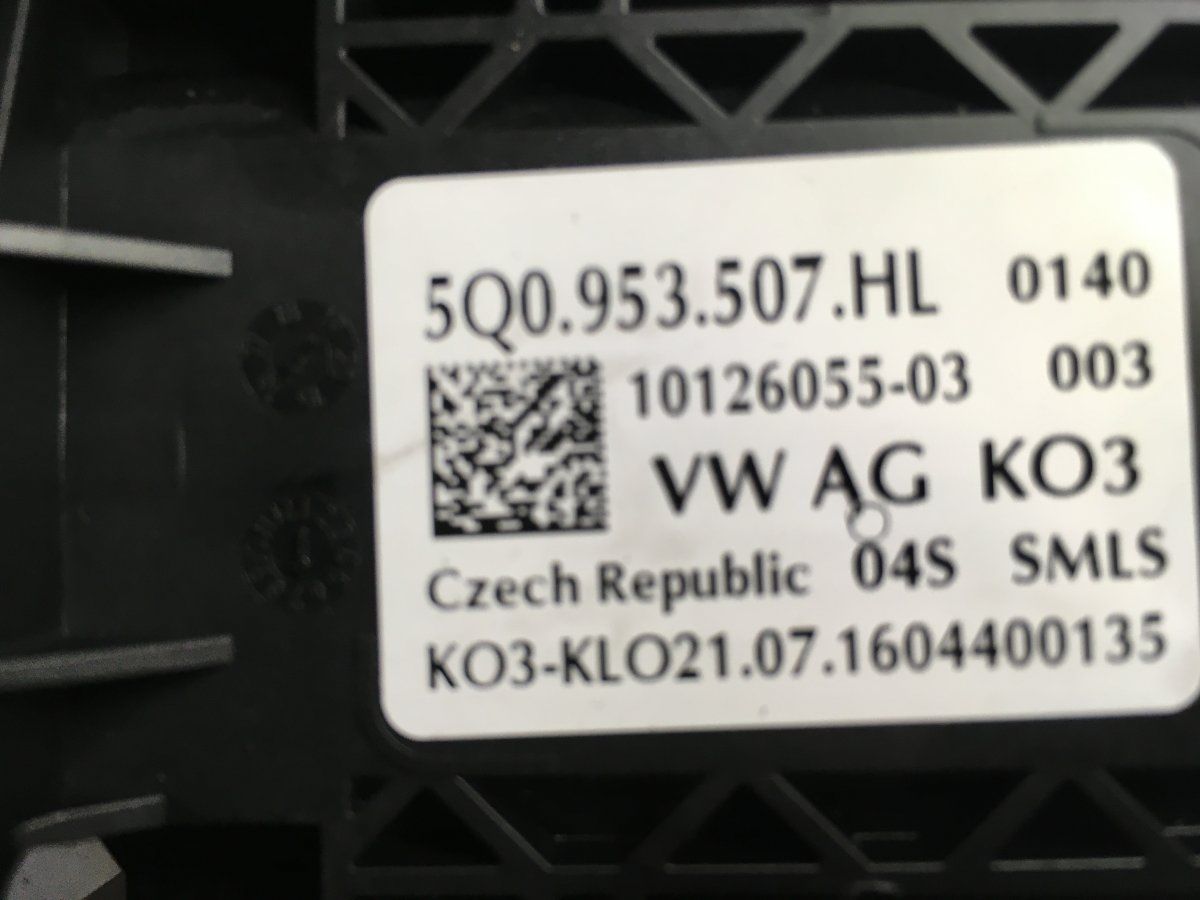 5Q0.953.507.HL 0140
10126055-03 003
VW AG KO3
Czech Republic 04S SMLS
KO3-KLO21.07.1604400135